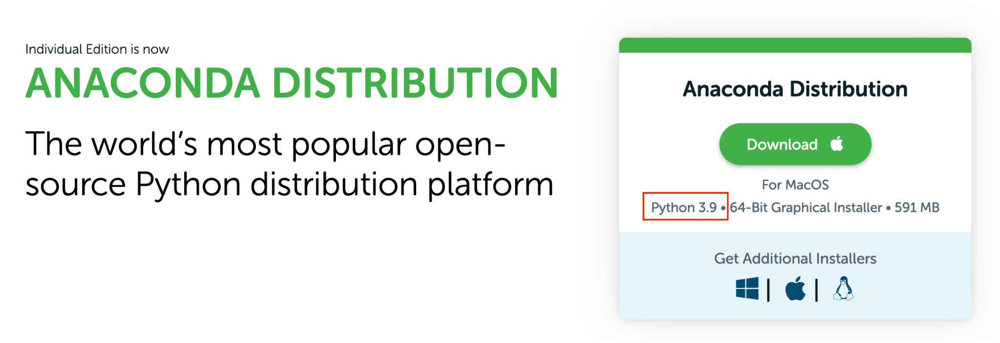 Individual Edition is now
ANACONDA DISTRIBUTION
The world’s most popular open-
source Python distribution platform
Anaconda Distribution
Download
For MacOS
Python 3.9 • 64-Bit Graphical Installer • 591 MB
Get Additional Installers